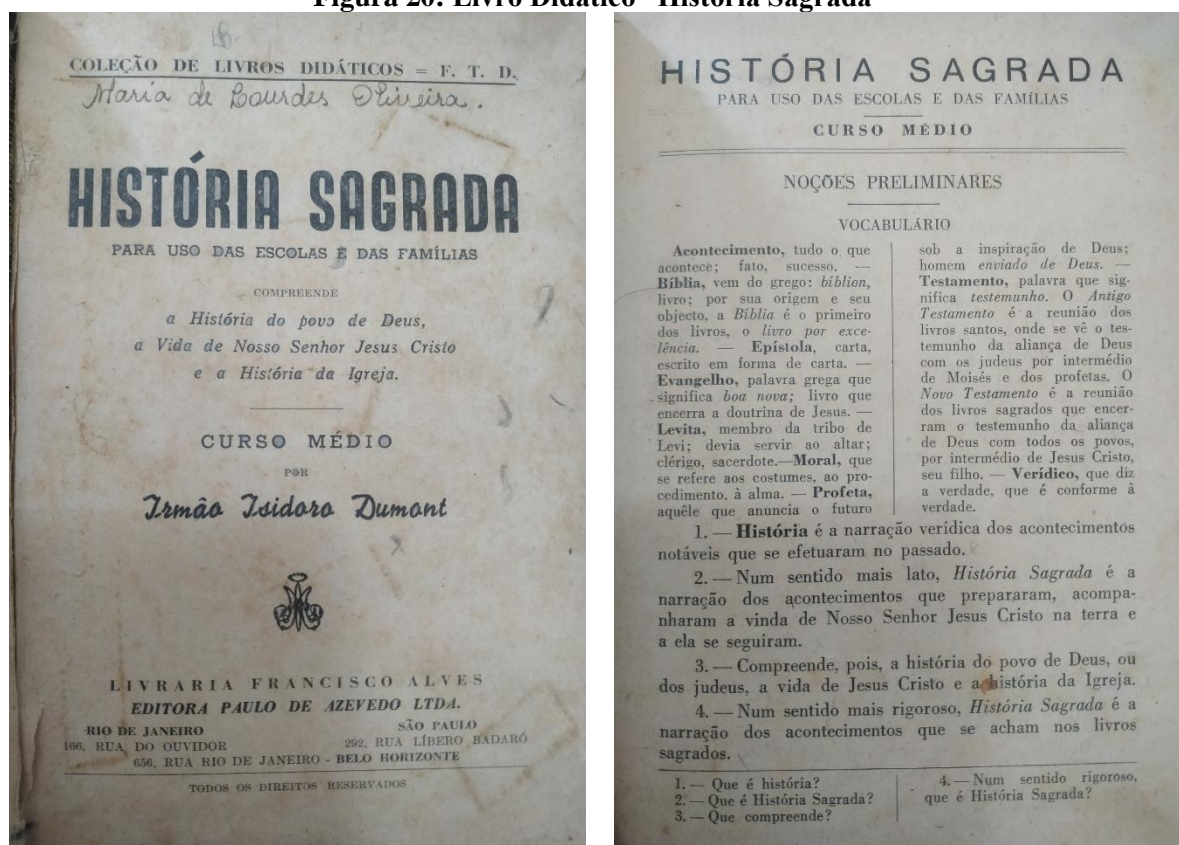 Figura 20: Livro Didático "História Sagrada"
COLEÇÃO DE LIVROS DIDÁTICOS = F. T. D.
Maria de Lourdes Oliveira.
HISTÓRIA SAGRADA
PARA USO DAS ESCOLAS E DAS FAMÍLIAS
COMPREENDE
a História do povo de Deus,
a Vida de Nosso Senhor Jesus Cristo
e a História da Igreja.
CURSO MÉDIO
POR
Irmão Isidoro Dumont
LIVRARIA FRANCISCO ALVES
EDITORA PAULO DE AZEVEDO LTDA.
RIO DE JANEIRO
166, RUA DO OUVIDOR
SÃO PAULO
292, RUA LÍBERO BADARÓ
656, RUA RIO DE JANEIRO - BELO HORIZONTE
TODOS OS DIREITOS RESERVADOS
HISTÓRIA SAGRADA
PARA USO DAS ESCOLAS E DAS FAMÍLIAS
CURSO MÉDIO
NOÇÕES PRELIMINARES
VOCABULÁRIO
Acontecimento, tudo o que
acontece; fato, sucesso. —
Bíblia, vem do grego: bíblion,
livro; por sua origem e seu
objecto, a Bíblia é o primeiro
dos livros, o livro por exce-
lência. — Epístola, carta,
escrito em forma de carta. —
Evangelho, palavra grega que
significa boa nova; livro que
encerra a doutrina de Jesus. —
Levita, membro da tribo de
Levi; devia servir ao altar;
clérigo, sacerdote.—Moral, que
se refere aos costumes, ao pro-
cedimento, à alma. — Profeta,
aquêle que anuncia o futuro
sob a inspiração de Deus;
homem enviado de Deus. —
Testamento, palavra que sig-
nifica testemunho. O Antigo
Testamento é a reunião dos
livros santos, onde se vê o tes-
temunho da aliança de Deus
com os judeus por intermédio
de Moisés e dos profetas. O
Novo Testamento é a reunião
dos livros sagrados que encer-
ram o testemunho da aliança
de Deus com todos os povos,
por intermédio de Jesus Cristo,
seu filho. — Verídico, que diz
a verdade, que é conforme à
verdade.
1. — História é a narração verídica dos acontecimentos
notáveis que se efetuaram no passado.
2. — Num sentido mais lato, História Sagrada é a
narração dos acontecimentos que prepararam, acompa-
nharam a vinda de Nosso Senhor Jesus Cristo na terra e
a ela se seguiram.
3. — Compreende, pois, a história do povo de Deus, ou
dos judeus, a vida de Jesus Cristo e a história da Igreja.
4. — Num sentido mais rigoroso, História Sagrada é a
narração dos acontecimentos que se acham nos livros
sagrados.
1. — Que é história?
2. — Que é História Sagrada?
3. — Que compreende?
4. — Num sentido rigoroso,
que é História Sagrada?